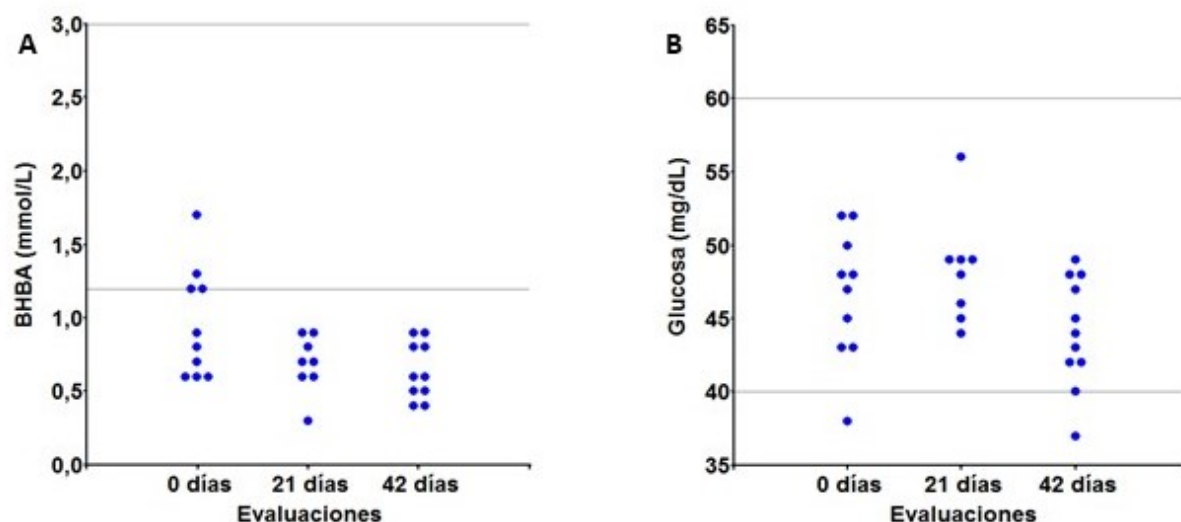 A
BHBA (mmol/L)
3,0
2,5
2,0
1,5
1,0
0,5
0,0
0 días 21 días 42 días
Evaluaciones
B
Glucosa (mg/dL)
65
60
55
50
45
40
35
0 días 21 días 42 días
Evaluaciones